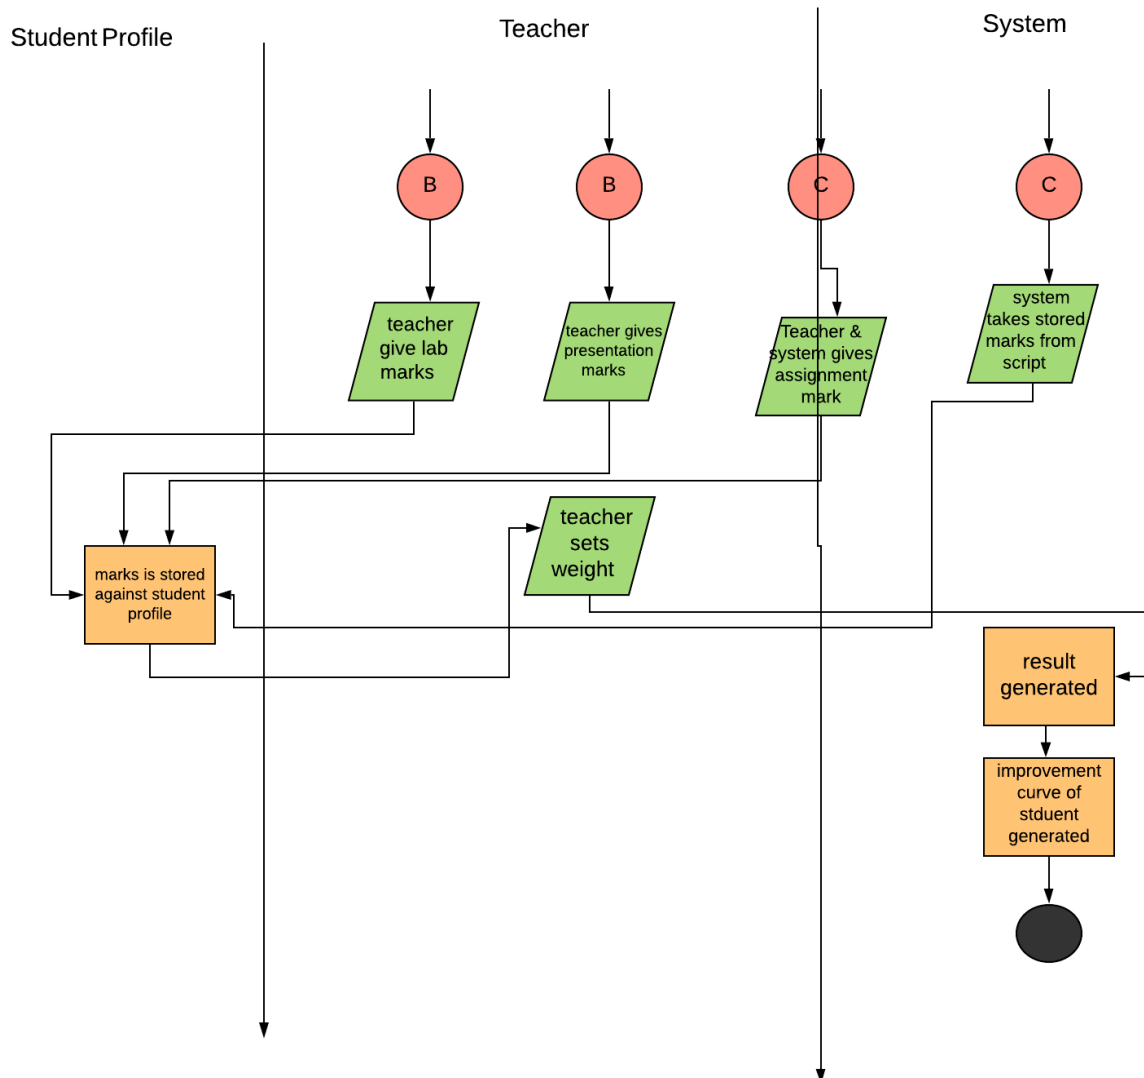 Student Profile
Teacher
System
B
B
C
C
teacher
give lab
marks
teacher gives
presentation
marks
Teacher &
system gives
assignment
mark
system
takes stored
marks from
script
marks is stored
against student
profile
teacher
sets
weight
result
generated
improvement
curve of
stduent
generated